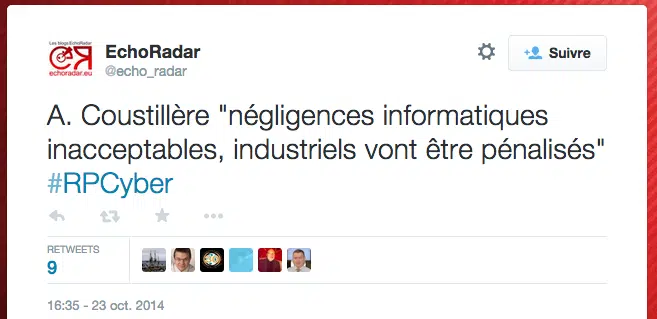 Les blogs EchoRadar
echoradar.eu
EchoRadar
@echo_radar
Suivre
A. Coustillère "négligences informatiques
inacceptables, industriels vont être pénalisés"
#RPCyber
RETWEETS
9
16:35 - 23 oct. 2014